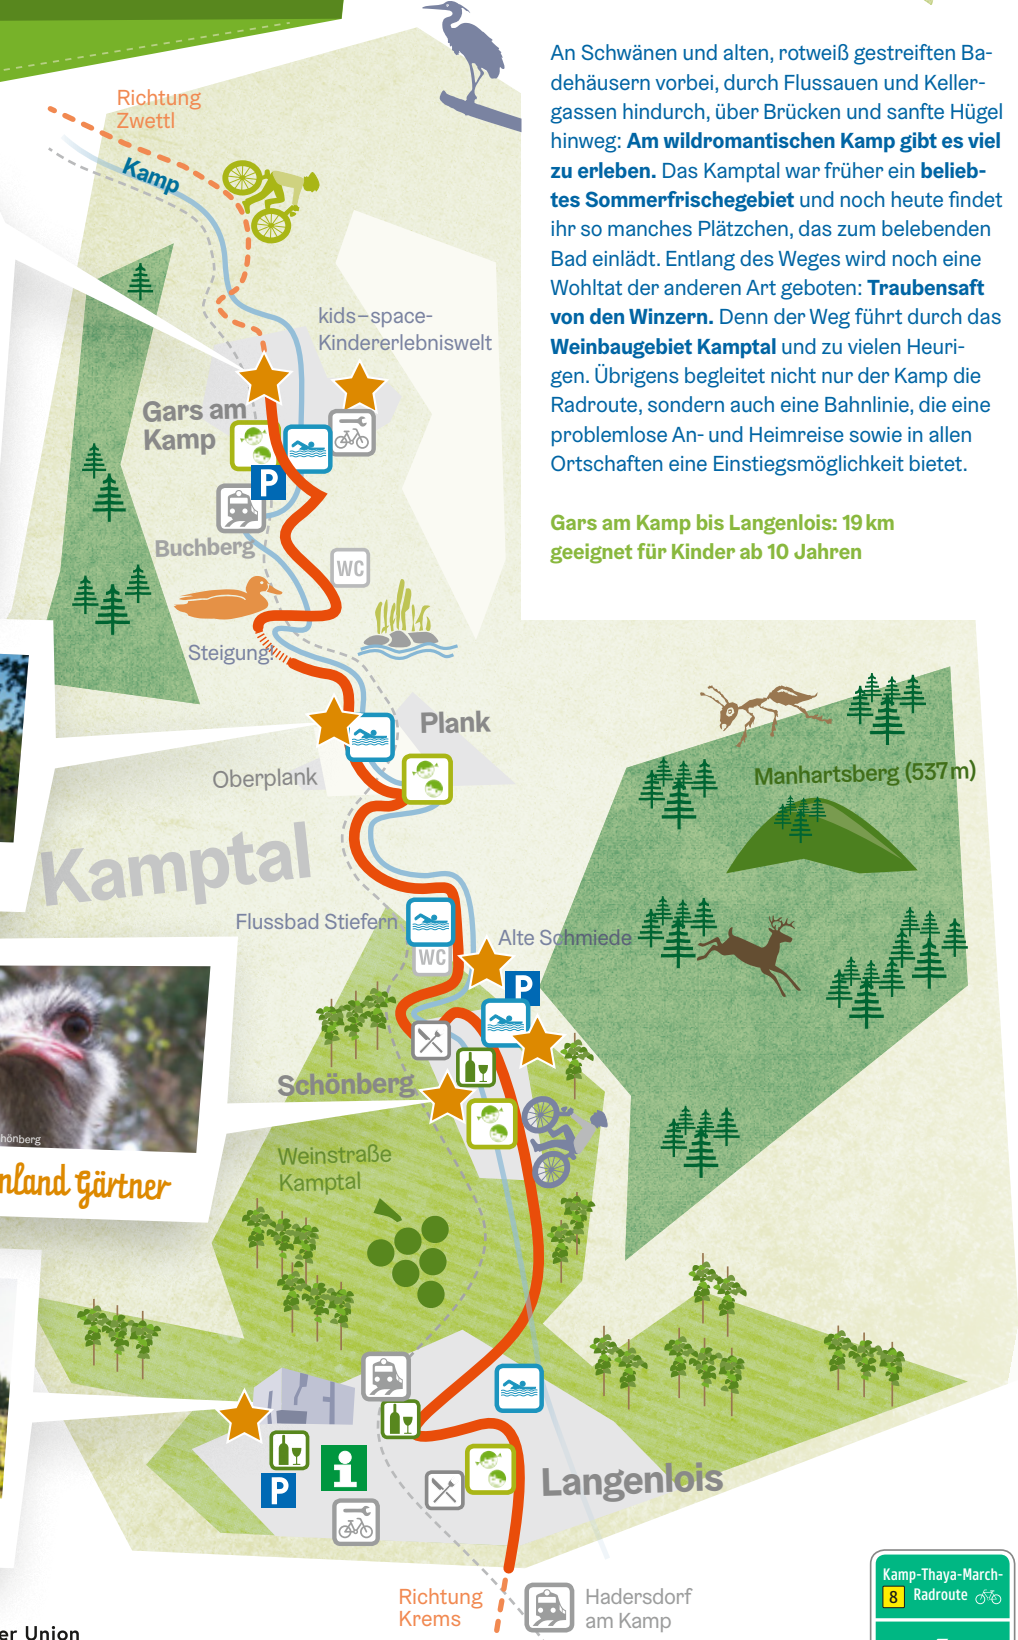 An Schwänen und alten, rotweiß gestreiften Ba-
dehäusern vorbei, durch Flussauen und Keller-
gassen hindurch, über Brücken und sanfte Hügel
hinweg: Am wildromantischen Kamp gibt es viel
zu erleben. Das Kamptal war früher ein belieb-
tes Sommerfrischegebiet und noch heute findet
ihr so manches Plätzchen, das zum belebenden
Bad einlädt. Entlang des Weges wird noch eine
Wohltat der anderen Art geboten: Traubensaft
von den Winzern. Denn der Weg führt durch das
Weinbaugebiet Kamptal und zu vielen Heuri-
gen. Übrigens begleitet nicht nur der Kamp die
Radroute, sondern auch eine Bahnlinie, die eine
problemlose An- und Heimreise sowie in allen
Ortschaften eine Einstiegsmöglichkeit bietet.
Gars am Kamp bis Langenlois: 19 km
geeignet für Kinder ab 10 Jahren
Richtung
Zwettl
Kamp
kids–space-
Kindererlebniswelt
Gars am
Kamp
P
Buchberg
WC
Steigung!
Plank
Oberplank
Manhartsberg (537 m)
Kamptal
Flussbad Stiefern
WC
Alte Schmiede
P
Schönberg
hönberg
nland Gärtner
Weinstraße
Kamptal
i
P
Langenlois
Richtung
Krems
Hadersdorf
am Kamp
Kamp-Thaya-March-
8 Radroute
er Union